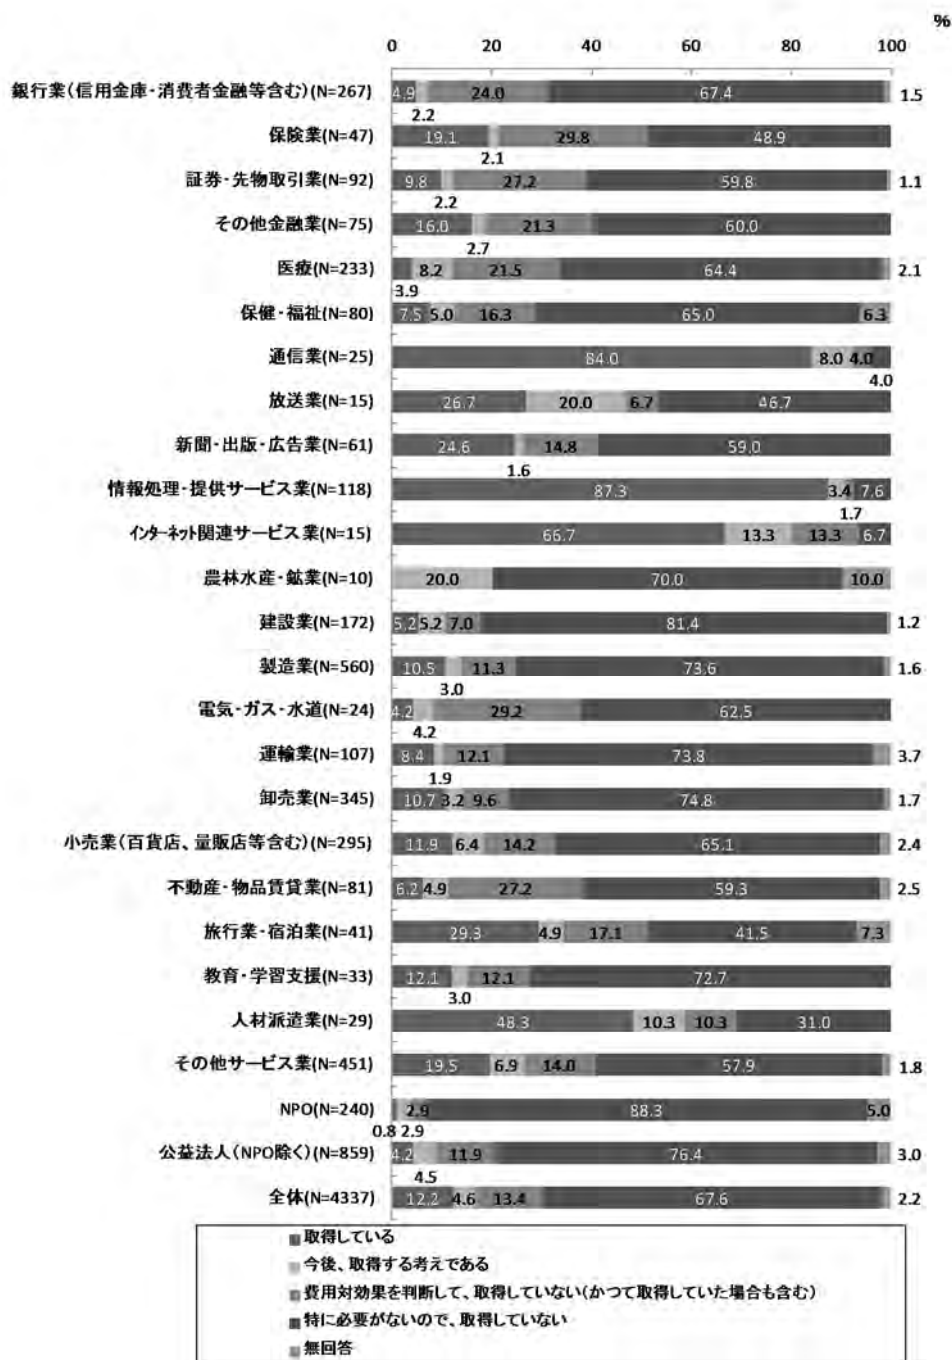 %
0 20 40 60 80 100
銀行業(信用金庫・消費者金融等含む)(N=267) 4.9 24.0 67.4 1.5
2.2
保険業(N=47) 19.1 29.8 48.9
2.1
証券・先物取引業(N=92) 9.8 27.2 59.8 1.1
2.2
その他金融業(N=75) 16.0 21.3 60.0
2.7
医療(N=233) 8.2 21.5 64.4 2.1
3.9
保健・福祉(N=80) 7.5 5.0 16.3 65.0 6.3
通信業(N=25) 84.0 8.0 4.0
4.0
放送業(N=15) 26.7 20.0 6.7 46.7
新聞・出版・広告業(N=61) 24.6 14.8 59.0
1.6
情報処理・提供サービス業(N=118) 87.3 3.4 7.6
1.7
インターネット関連サービス業(N=15) 66.7 13.3 13.3 6.7
農林水産・鉱業(N=10) 20.0 70.0 10.0
建設業(N=172) 5.2 5.2 7.0 81.4 1.2
製造業(N=560) 10.5 11.3 73.6 1.6
3.0
電気・ガス・水道(N=24) 4.2 29.2 62.5
4.2
運輸業(N=107) 8.4 12.1 73.8 3.7
1.9
卸売業(N=345) 10.7 3.2 9.6 74.8 1.7
小売業(百貨店、量販店等含む)(N=295) 11.9 6.4 14.2 65.1 2.4
不動産・物品賃貸業(N=81) 6.2 4.9 27.2 59.3 2.5
旅行業・宿泊業(N=41) 29.3 4.9 17.1 41.5 7.3
教育・学習支援(N=33) 12.1 12.1 72.7
3.0
人材派遣業(N=29) 48.3 10.3 10.3 31.0
その他サービス業(N=451) 19.5 6.9 14.0 57.9 1.8
NPO(N=240) 2.9 88.3 5.0
0.8 2.9
公益法人(NPO除く)(N=859) 4.2 11.9 76.4 3.0
4.5
全体(N=4337) 12.2 4.6 13.4 67.6 2.2
取得している
今後、取得する考えである
費用対効果を判断して、取得していない(かつて取得していた場合も含む)
特に必要がないので、取得していない
無回答